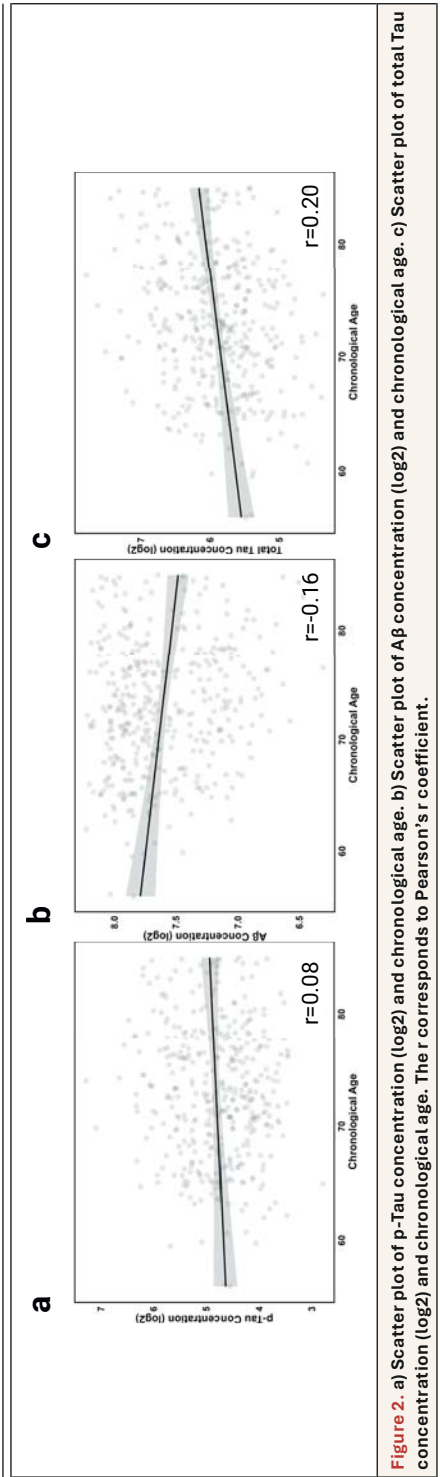 a
p-Tau Concentration (log2)
7
6
5
4
3
60
70
80
Chronological Age
r=0.08
b
Aβ Concentration (log2)
8.0
7.5
7.0
6.5
60
70
80
Chronological Age
r=-0.16
c
Total Tau Concentration (log2)
7
6
5
60
70
80
Chronological Age
r=0.20
Figure 2. a) Scatter plot of p-Tau concentration (log2) and chronological age. b) Scatter plot of Aβ concentration (log2) and chronological age. c) Scatter plot of total Tau
concentration (log2) and chronological age. The r corresponds to Pearson's r coefficient.